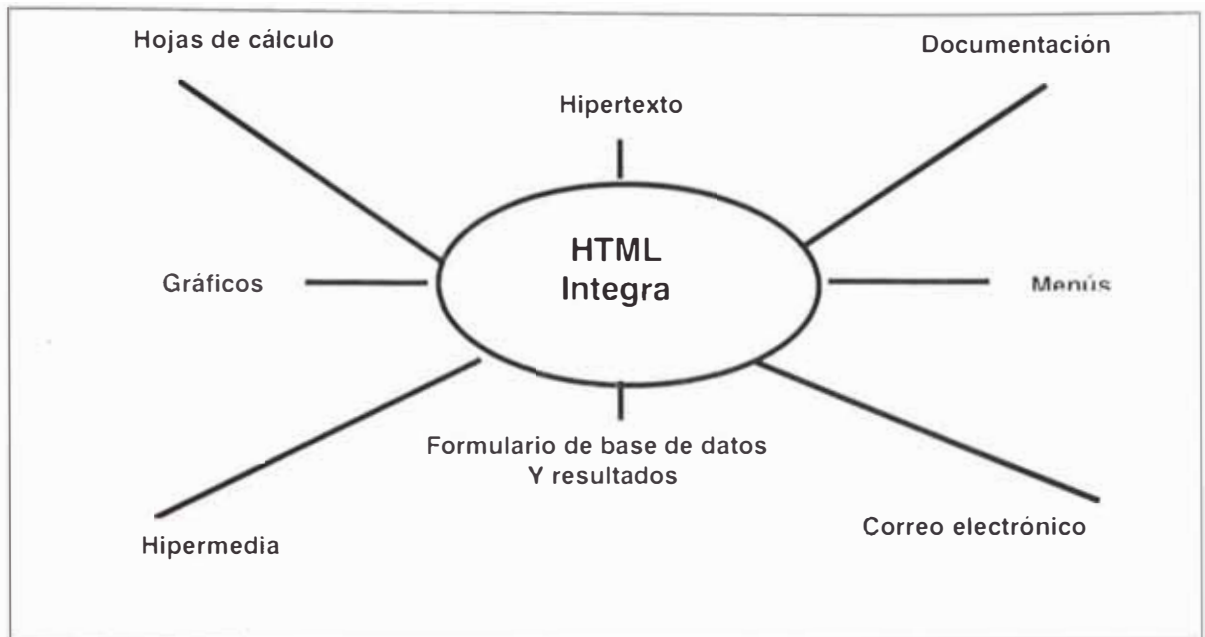 Hojas de cálculo
Documentación
Hipertexto
HTML
Integra
Gráficos
Menús
Formulario de base de datos
Y resultados
Correo electrónico
Hipermedia